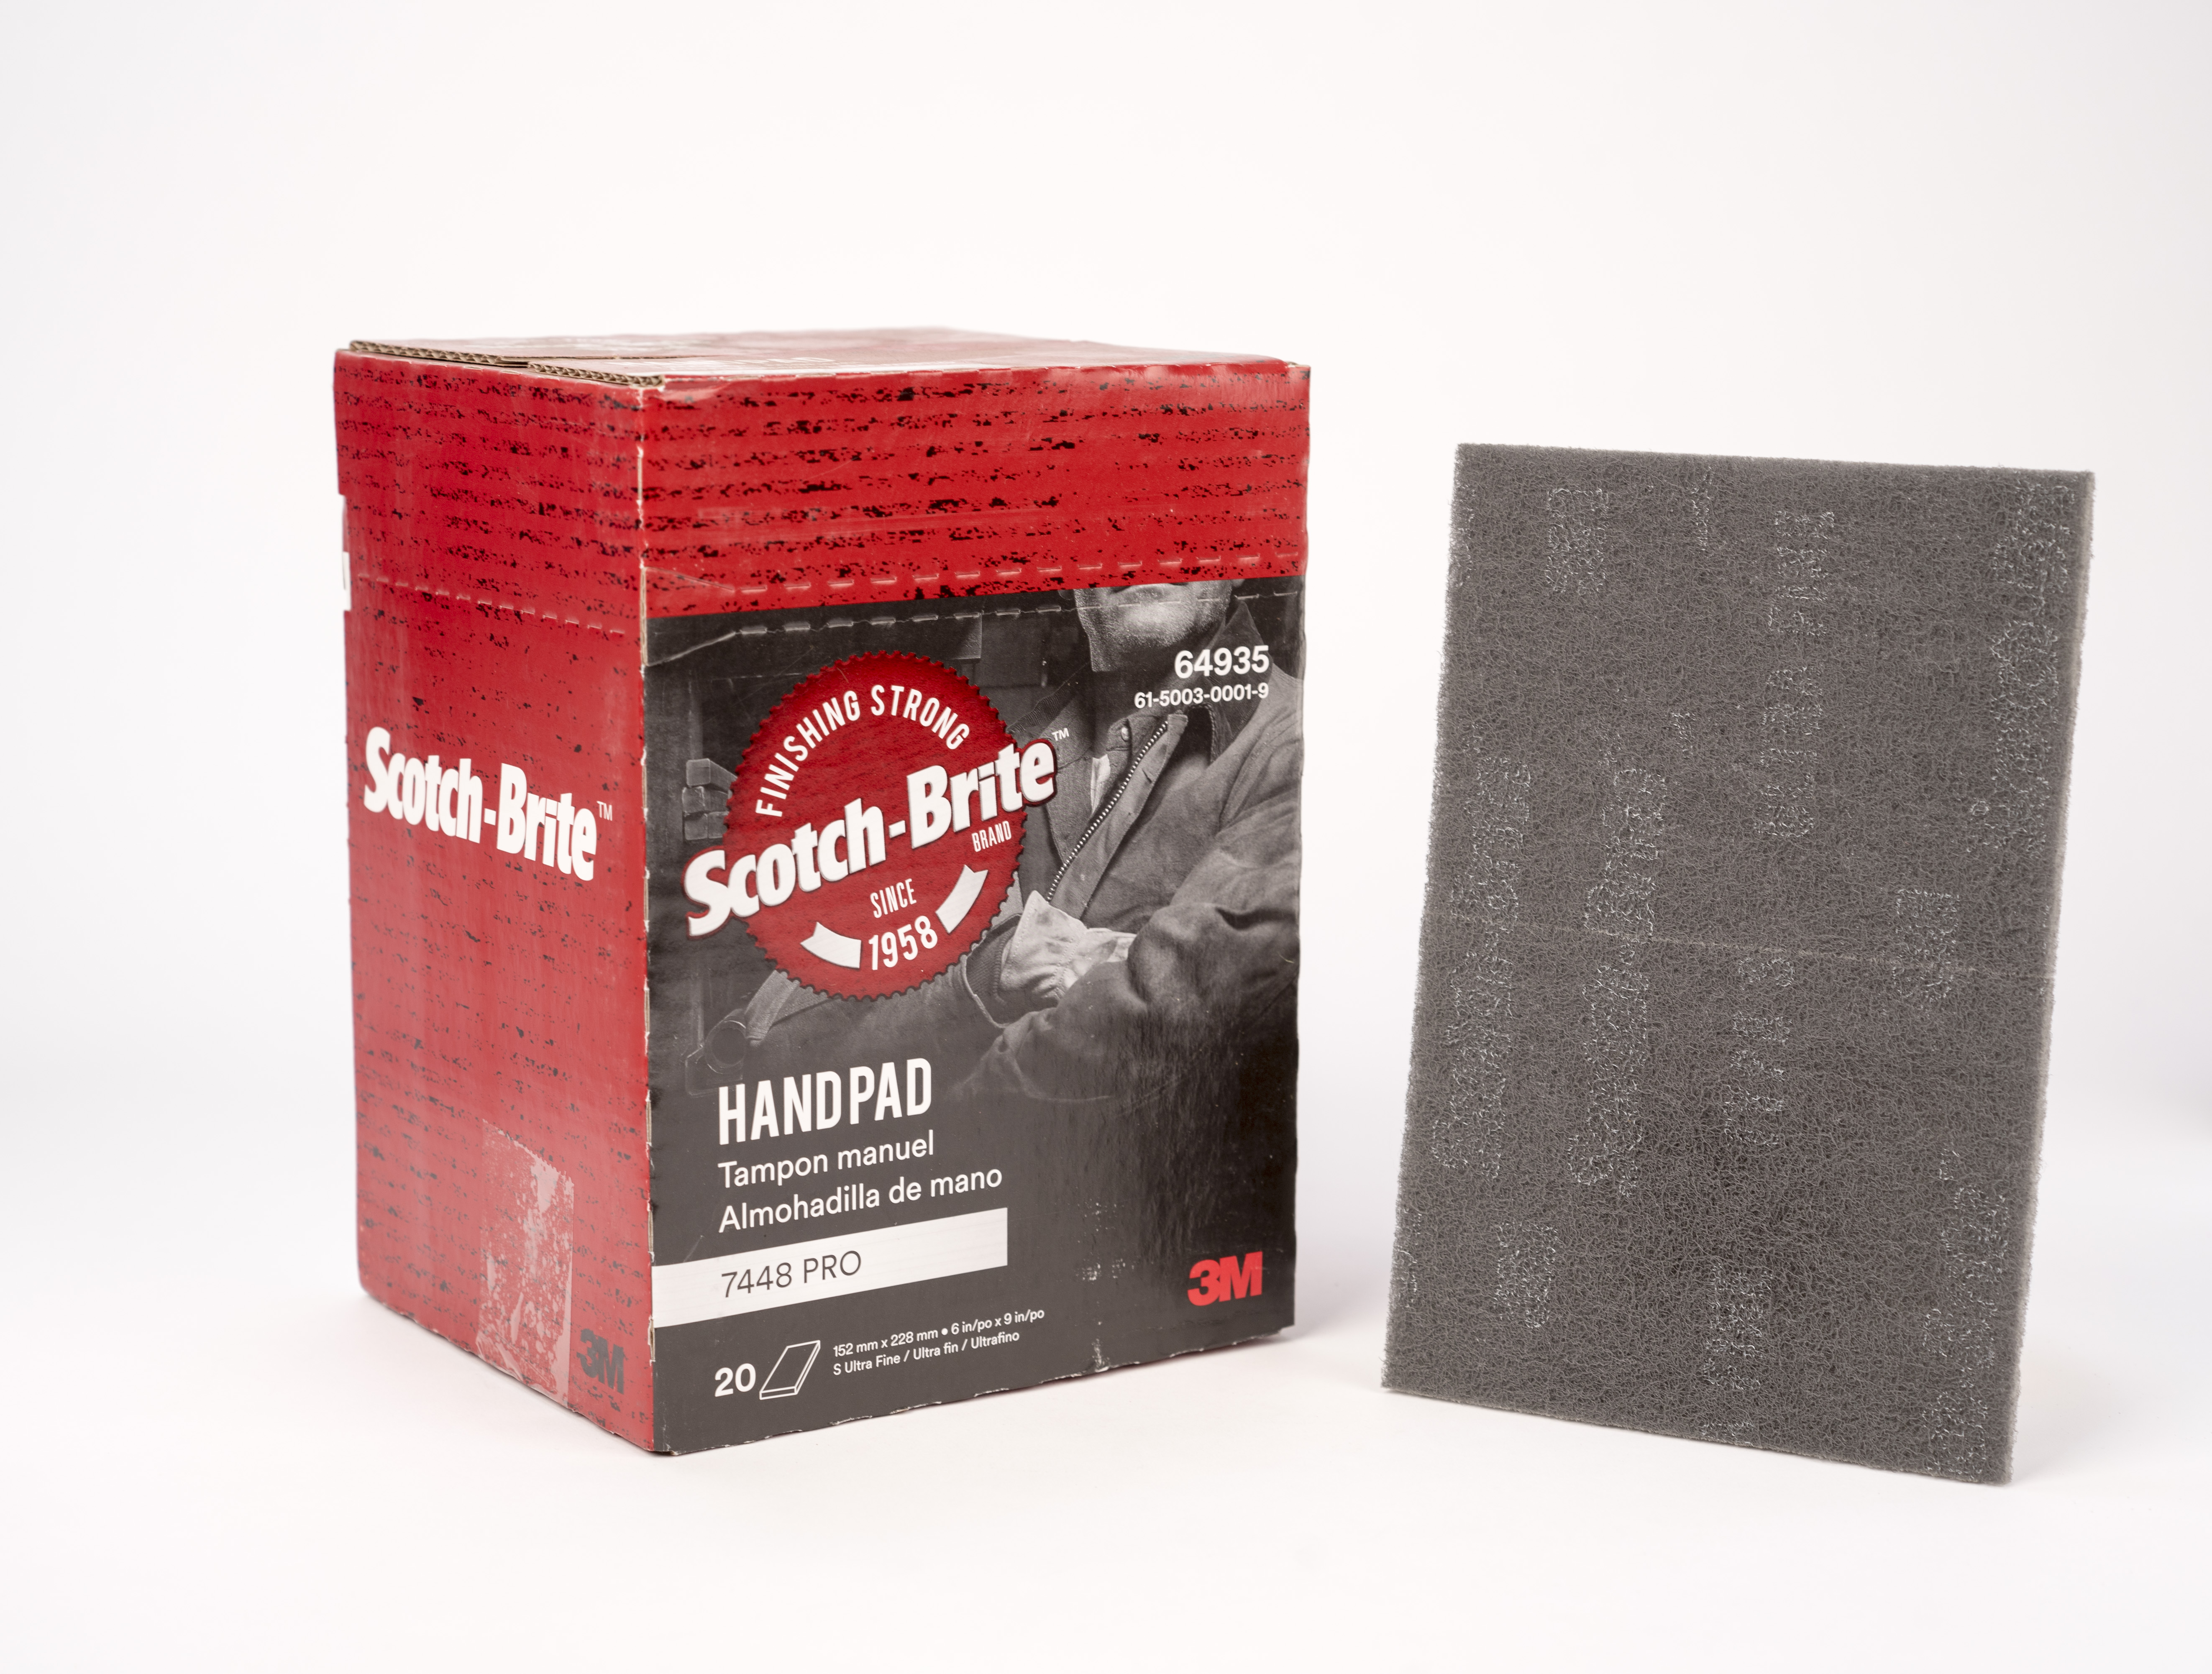 Scotch-Brite™
3M
64935
61-5003-0001-9
FINISHING STRONG
Scotch-Brite™
BRAND
SINCE
1958
HAND PAD
Tampon manuel
Almohadilla de mano
7448 PRO
3M
20
152 mm x 228 mm • 6 in/po x 9 in/po
S Ultra Fine / Ultra fin / Ultrafino